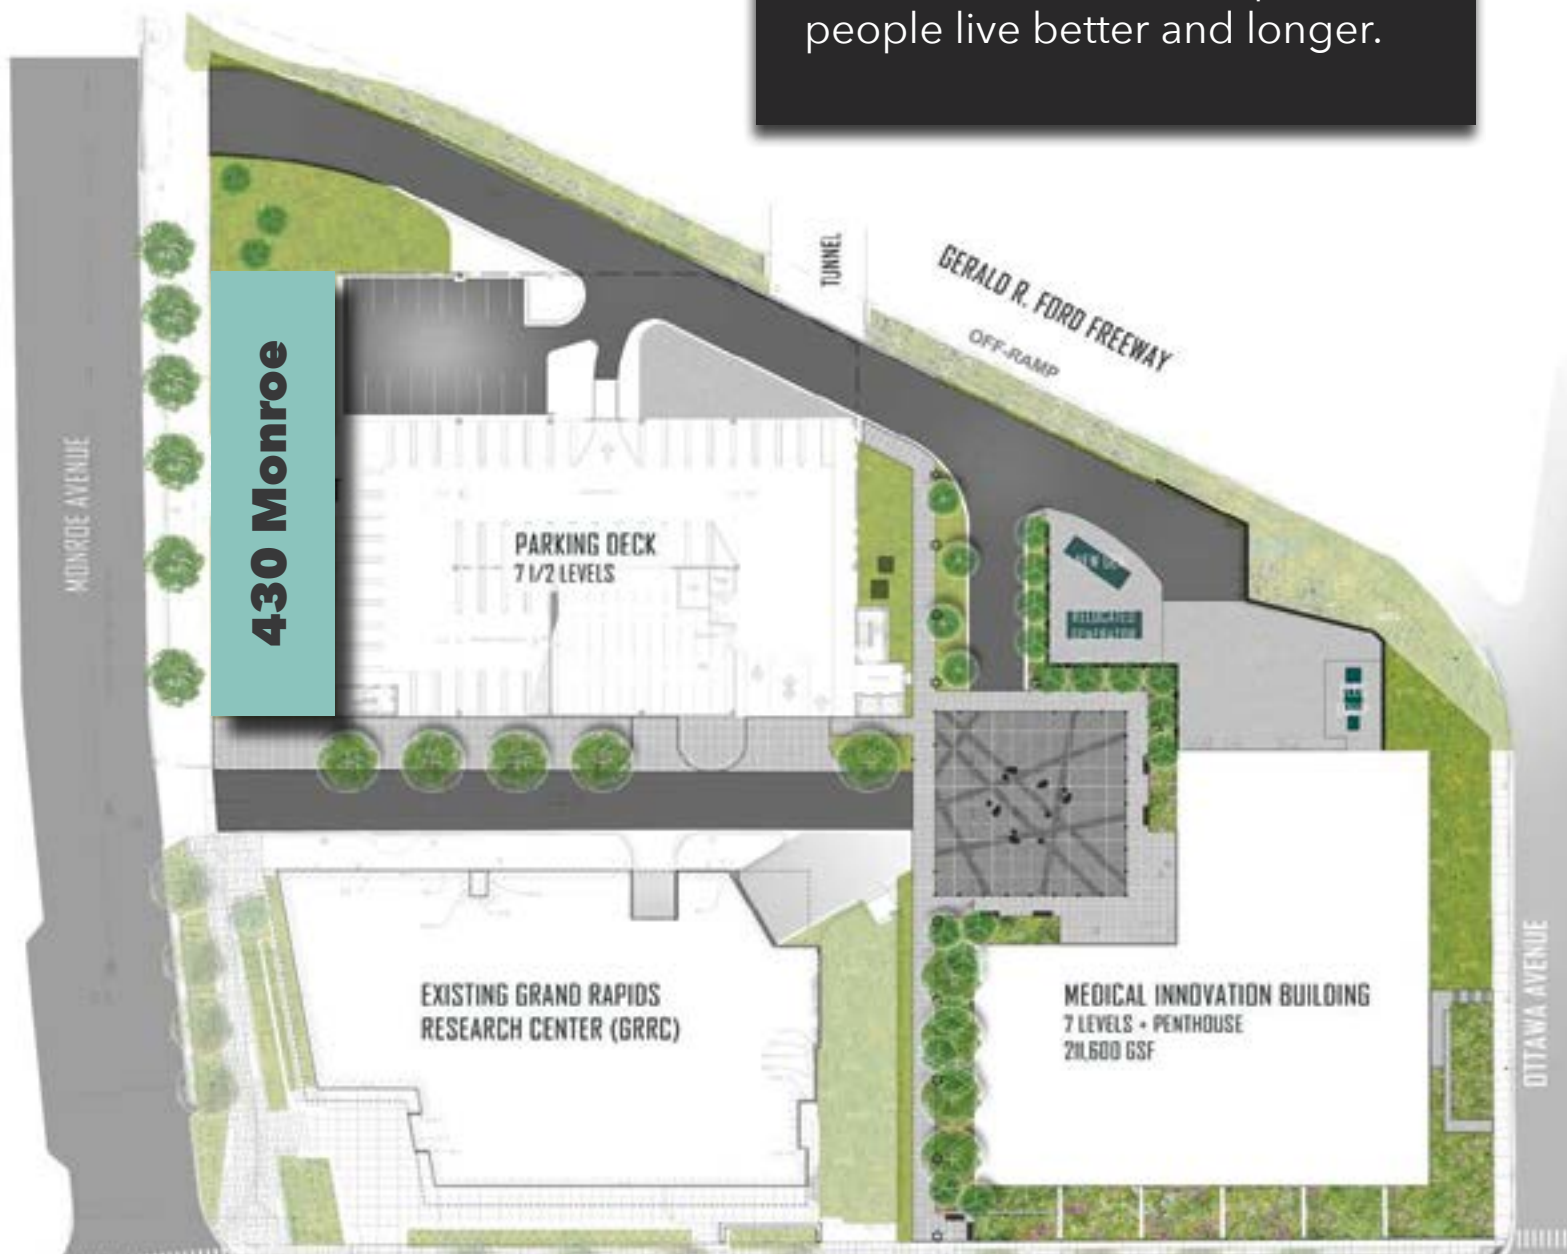 people live better and longer.
TUNNEL
GERALD R. FORD FREEWAY
OFF-RAMP
430 Monroe
MONROE AVENUE
PARKING DECK
7 1/2 LEVELS
RELOCATED
GENERATOR
EXISTING GRAND RAPIDS
RESEARCH CENTER (GRRC)
MEDICAL INNOVATION BUILDING
7 LEVELS + PENTHOUSE
211,600 GSF
OTTAWA AVENUE